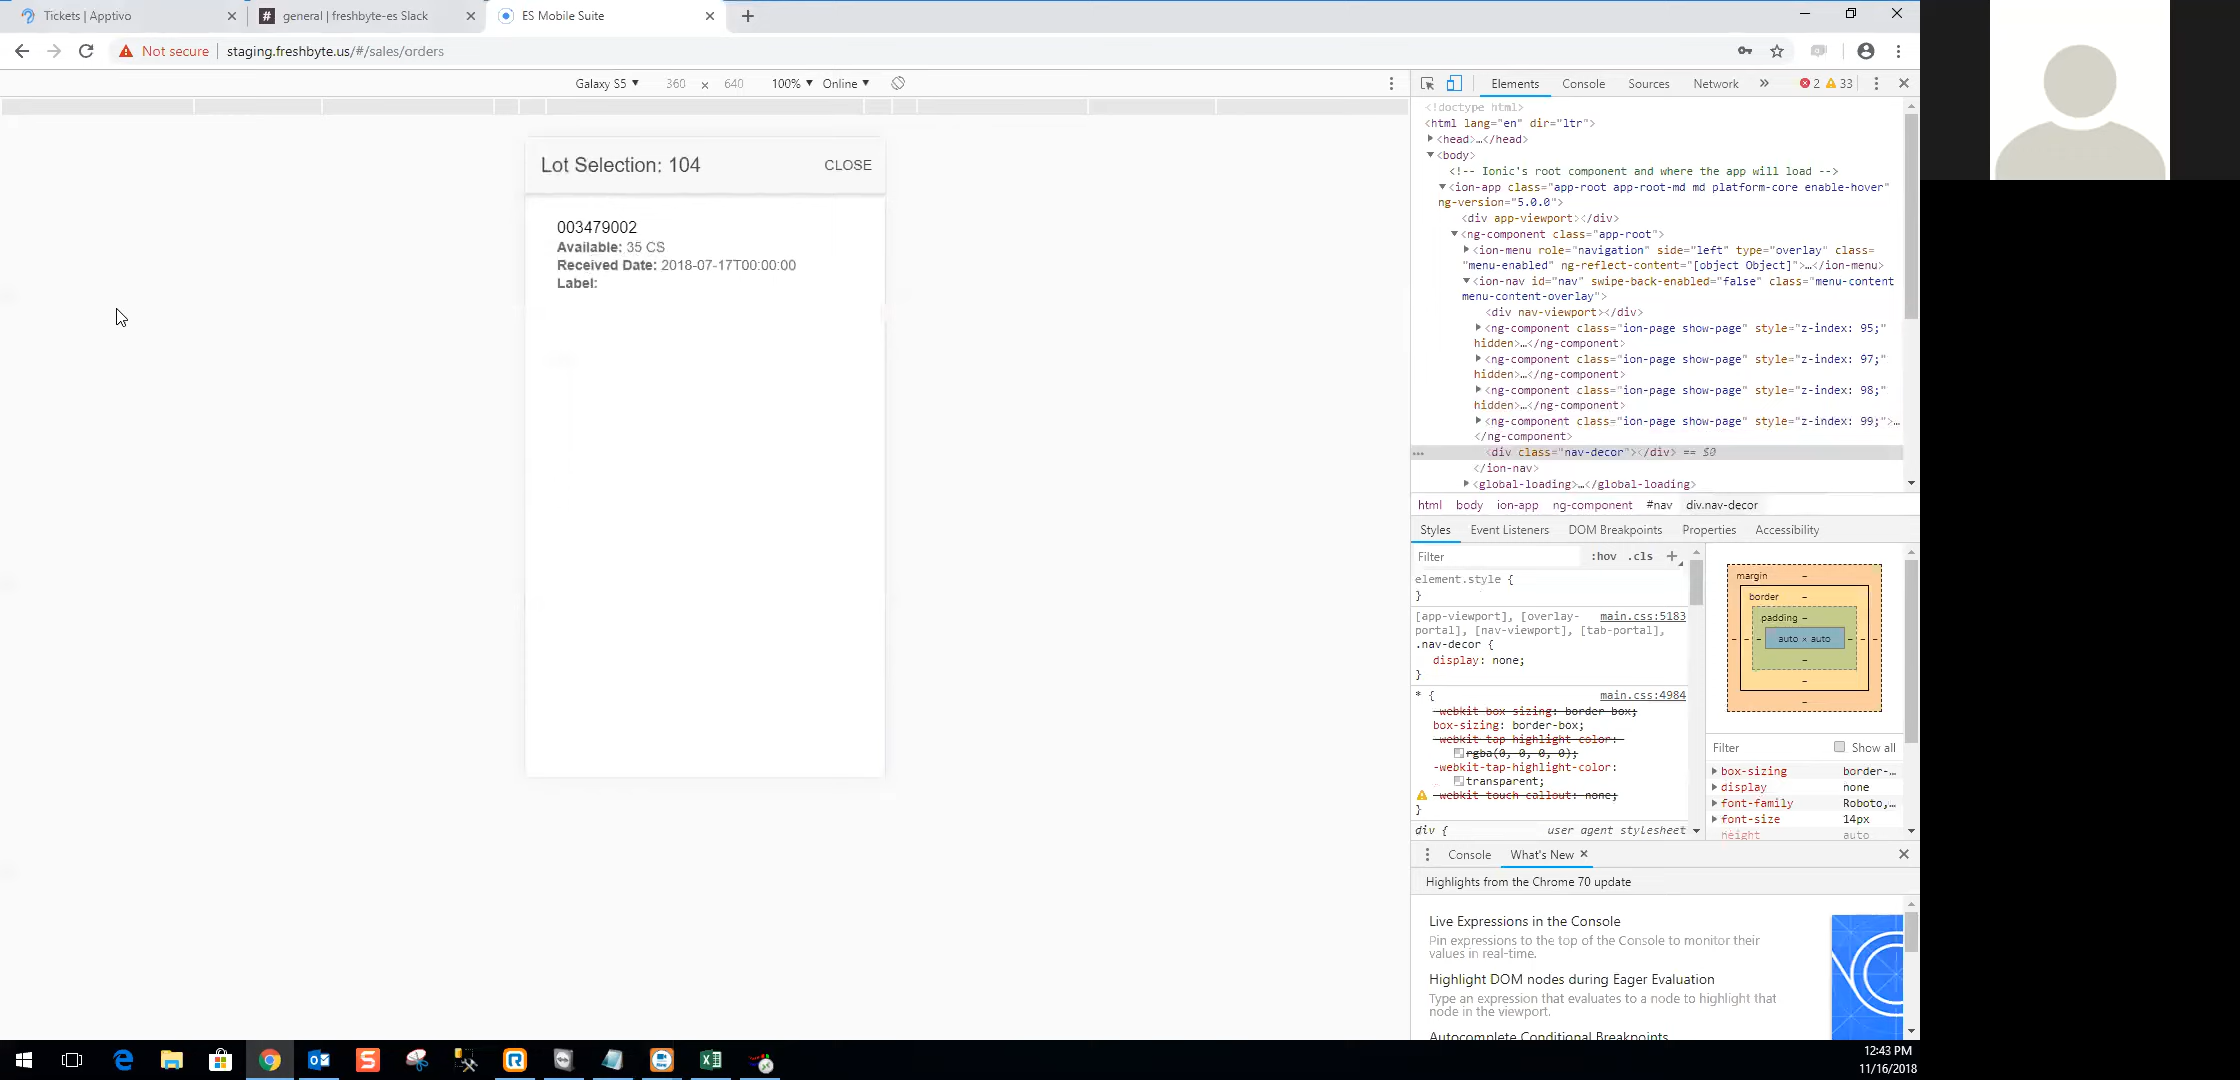 Tickets | Apptivo
general | freshbyte-es Slack
ES Mobile Suite
Not secure
staging.freshbyte.us/#/sales/orders
Galaxy S5 ▼ 360 × 640 100% ▼ Online ▼
Lot Selection: 104 CLOSE
003479002
Available: 35 CS
Received Date: 2018-07-17T00:00:00
Label:
Elements Console Sources Network » 2 33
<!doctype html>
<html lang="en" dir="ltr">
<head>…</head>
<body>
<!-- Ionic's root component and where the app will load -->
<ion-app class="app-root app-root-md md platform-core enable-hover"
ng-version="5.0.0">
<div app-viewport></div>
<ng-component class="app-root">
<ion-menu role="navigation" side="left" type="overlay" class=
"menu-enabled" ng-reflect-content="[object Object]">…</ion-menu>
<ion-nav id="nav" swipe-back-enabled="false" class="menu-content
menu-content-overlay">
<div nav-viewport></div>
<ng-component class="ion-page show-page" style="z-index: 95;"
hidden>…</ng-component>
<ng-component class="ion-page show-page" style="z-index: 97;"
hidden>…</ng-component>
<ng-component class="ion-page show-page" style="z-index: 98;"
hidden>…</ng-component>
<ng-component class="ion-page show-page" style="z-index: 99;">…
</ng-component>
… <div class="nav-decor"></div> == $0
</ion-nav>
<global-loading>…</global-loading>
html body ion-app ng-component #nav div.nav-decor
Styles Event Listeners DOM Breakpoints Properties Accessibility
Filter :hov .cls +
element.style {
}
[app-viewport], [overlay- main.css:5183
portal], [nav-viewport], [tab-portal],
.nav-decor {
display: none;
}
* { main.css:4984
-webkit-box-sizing: border-box;
box-sizing: border-box;
-webkit-tap-highlight-color:
rgba(0, 0, 0, 0);
-webkit-tap-highlight-color:
transparent;
-webkit-touch-callout: none;
}
div { user agent stylesheet
margin –
border –
padding –
– – – auto × auto – – –
–
–
–
Filter Show all
box-sizing border-…
display none
font-family Roboto,…
font-size 14px
height auto
Console What's New ×
Highlights from the Chrome 70 update
Live Expressions in the Console
Pin expressions to the top of the Console to monitor their
values in real-time.
Highlight DOM nodes during Eager Evaluation
Type an expression that evaluates to a node to highlight that
node in the viewport.
Autocomplete Conditional Breakpoints
12:43 PM
11/16/2018